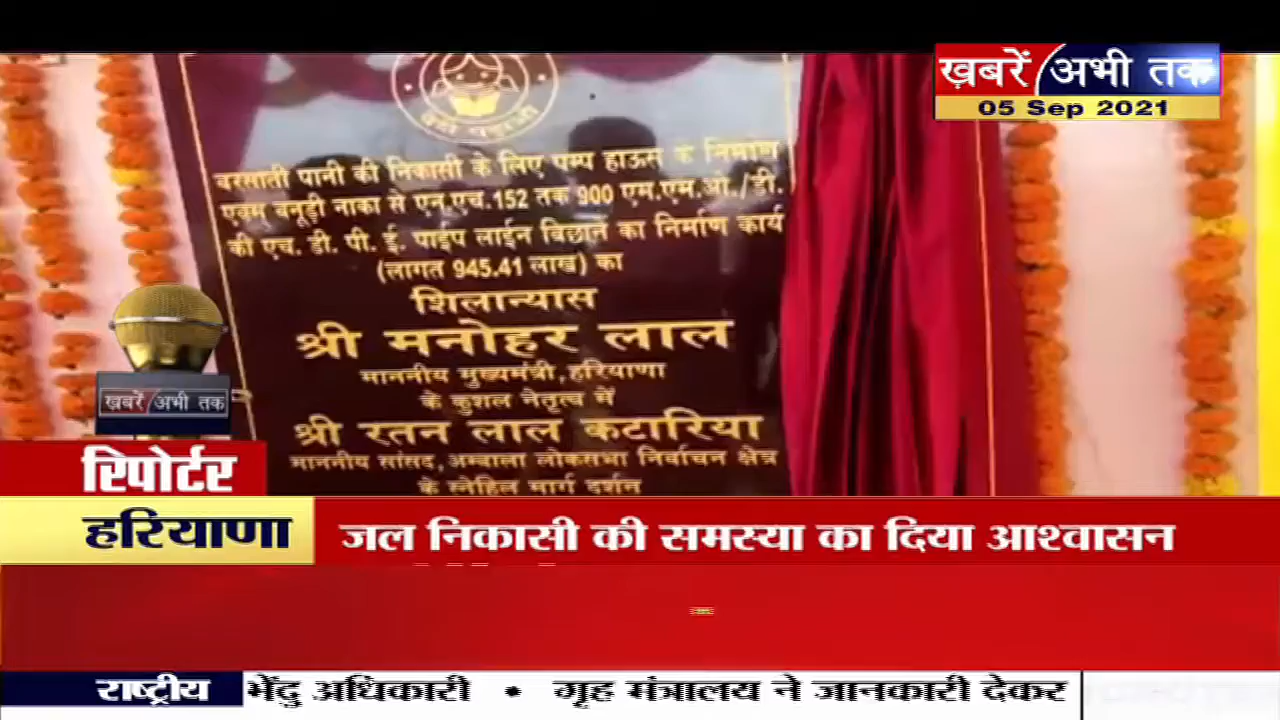 ख़बरें अभी तक
05 Sep 2021
बरसाती पानी की निकासी के लिए पम्प हाऊस के निर्माण
एवम् बनूड़ी नाका से एन.एच.152 तक 900 एम.एम.ओ./डी.
की एच. डी. पी. ई. पाईप लाईन बिछाने का निर्माण कार्य
(लागत 945.41 लाख) का
शिलान्यास
श्री मनोहर लाल
माननीय मुख्यमंत्री, हरियाणा
के कुशल नेतृत्व में
श्री रतन लाल कटारिया
माननीय सांसद, अम्बाला लोकसभा निर्वाचन क्षेत्र
के स्नेहिल मार्ग दर्शन
ख़बरें अभी तक
रिपोर्टर
हरियाणा
जल निकासी की समस्या का दिया आश्वासन
राष्ट्रीय
भेंदु अधिकारी • गृह मंत्रालय ने जानकारी देकर